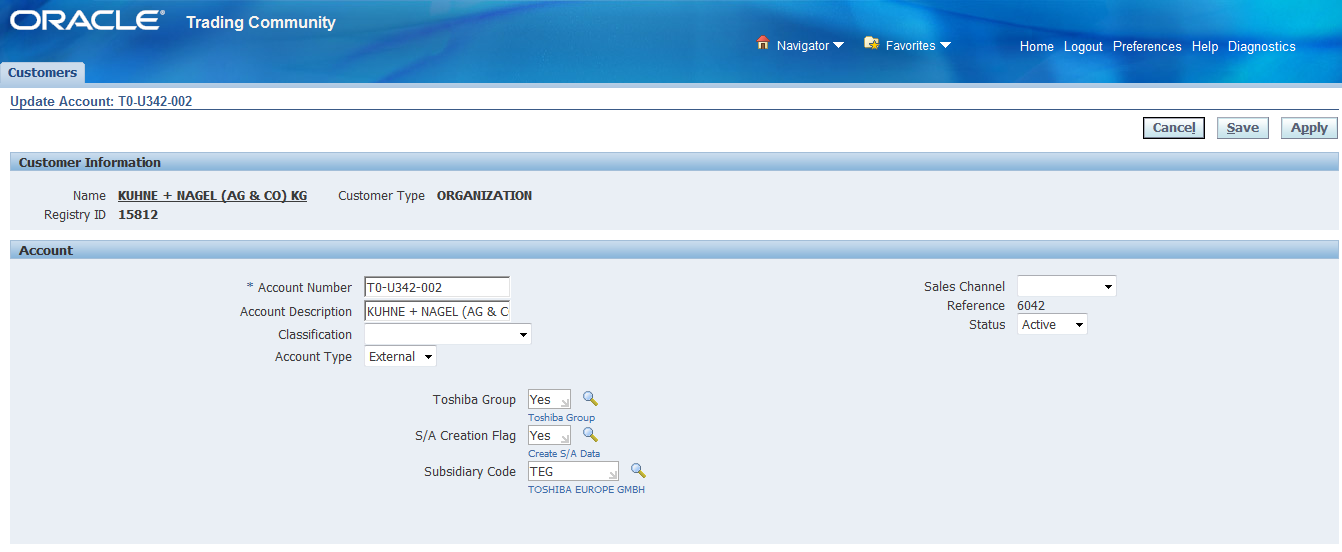 ORACLE® Trading Community
Navigator Favorites Home Logout Preferences Help Diagnostics
Customers
Update Account: T0-U342-002
Cancel Save Apply
Customer Information
Name KUHNE + NAGEL (AG & CO) KG Customer Type ORGANIZATION
Registry ID 15812
Account
* Account Number T0-U342-002 Sales Channel
Account Description KUHNE + NAGEL (AG & C Reference 6042
Classification Status Active
Account Type External
Toshiba Group Yes
Toshiba Group
S/A Creation Flag Yes
Create S/A Data
Subsidiary Code TEG
TOSHIBA EUROPE GMBH